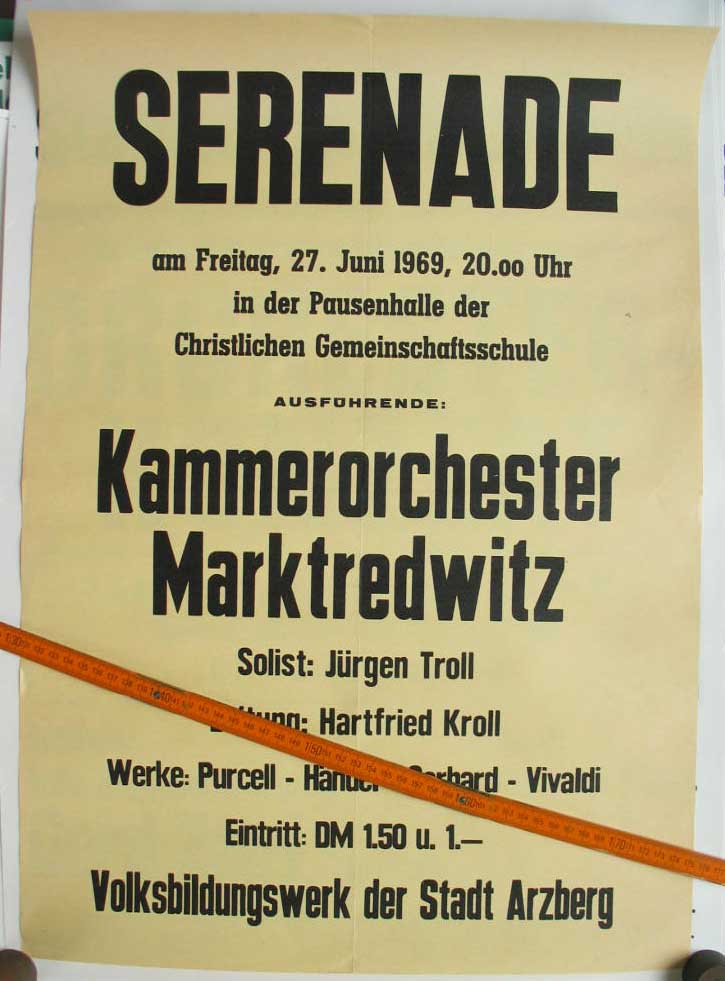 SERENADE
am Freitag, 27. Juni 1969, 20.oo Uhr
in der Pausenhalle der
Christlichen Gemeinschaftsschule
AUSFÜHRENDE:
Kammerorchester
Marktredwitz
Solist: Jürgen Troll
Hartfried Kroll
Werke: Purcell - Händel - - Vivaldi
Eintritt: DM 1.50 u. 1.—
Volksbildungswerk der Stadt Arzberg